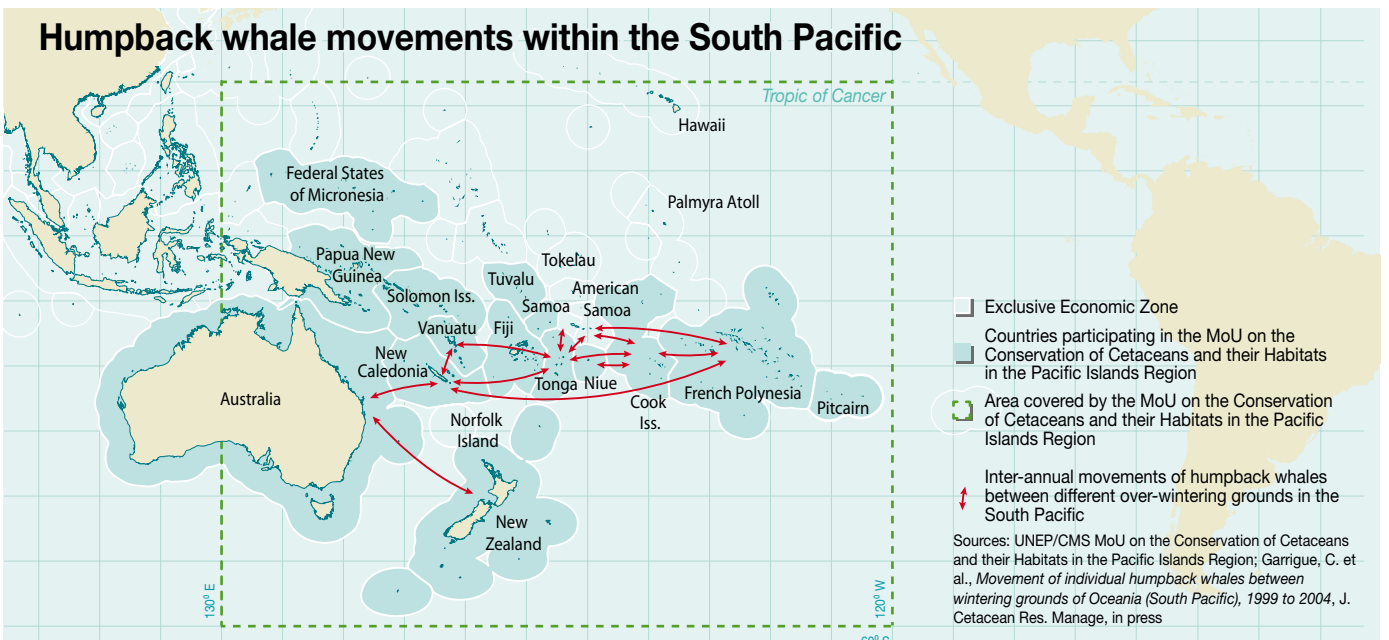 Humpback whale movements within the South Pacific
Tropic of Cancer
Hawaii
Federal States
of Micronesia
Palmyra Atoll
Papua New
Guinea
Tokelau
Tuvalu
American
Samoa
Solomon Iss.
Samoa
Vanuatu
Fiji
New
Caledonia
Australia
Tonga
Niue
Cook
Iss.
French Polynesia
Pitcairn
Norfolk
Island
New
Zealand
130⁰ E
120⁰ W
Exclusive Economic Zone
Countries participating in the MoU on the
Conservation of Cetaceans and their Habitats
in the Pacific Islands Region
Area covered by the MoU on the Conservation
of Cetaceans and their Habitats in the Pacific
Islands Region
Inter-annual movements of humpback whales
between different over-wintering grounds in the
South Pacific
Sources: UNEP/CMS MoU on the Conservation of Cetaceans
and their Habitats in the Pacific Islands Region; Garrigue, C. et
al., Movement of individual humpback whales between
wintering grounds of Oceania (South Pacific), 1999 to 2004, J.
Cetacean Res. Manage, in press